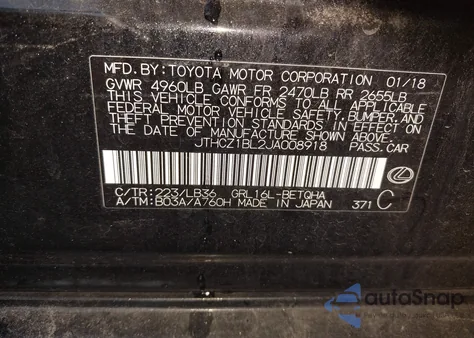 MFD. BY: TOYOTA MOTOR CORPORATION 01/18
GVWR 4960LB GAWR FR 2470LB RR 2655LB
THIS VEHICLE CONFORMS TO ALL APPLICABLE
FEDERAL MOTOR VEHICLE SAFETY, BUMPER, AND
THEFT PREVENTION STANDARDS IN EFFECT ON THE DATE
OF MANUFACTURE SHOWN ABOVE.
JTHCZ1BL2JA008918 PASS.CAR
C/TR: 223/LB36 GRL16L-BETQHA
A/TM: B03A/A760H MADE IN JAPAN 371 C
autoSnap